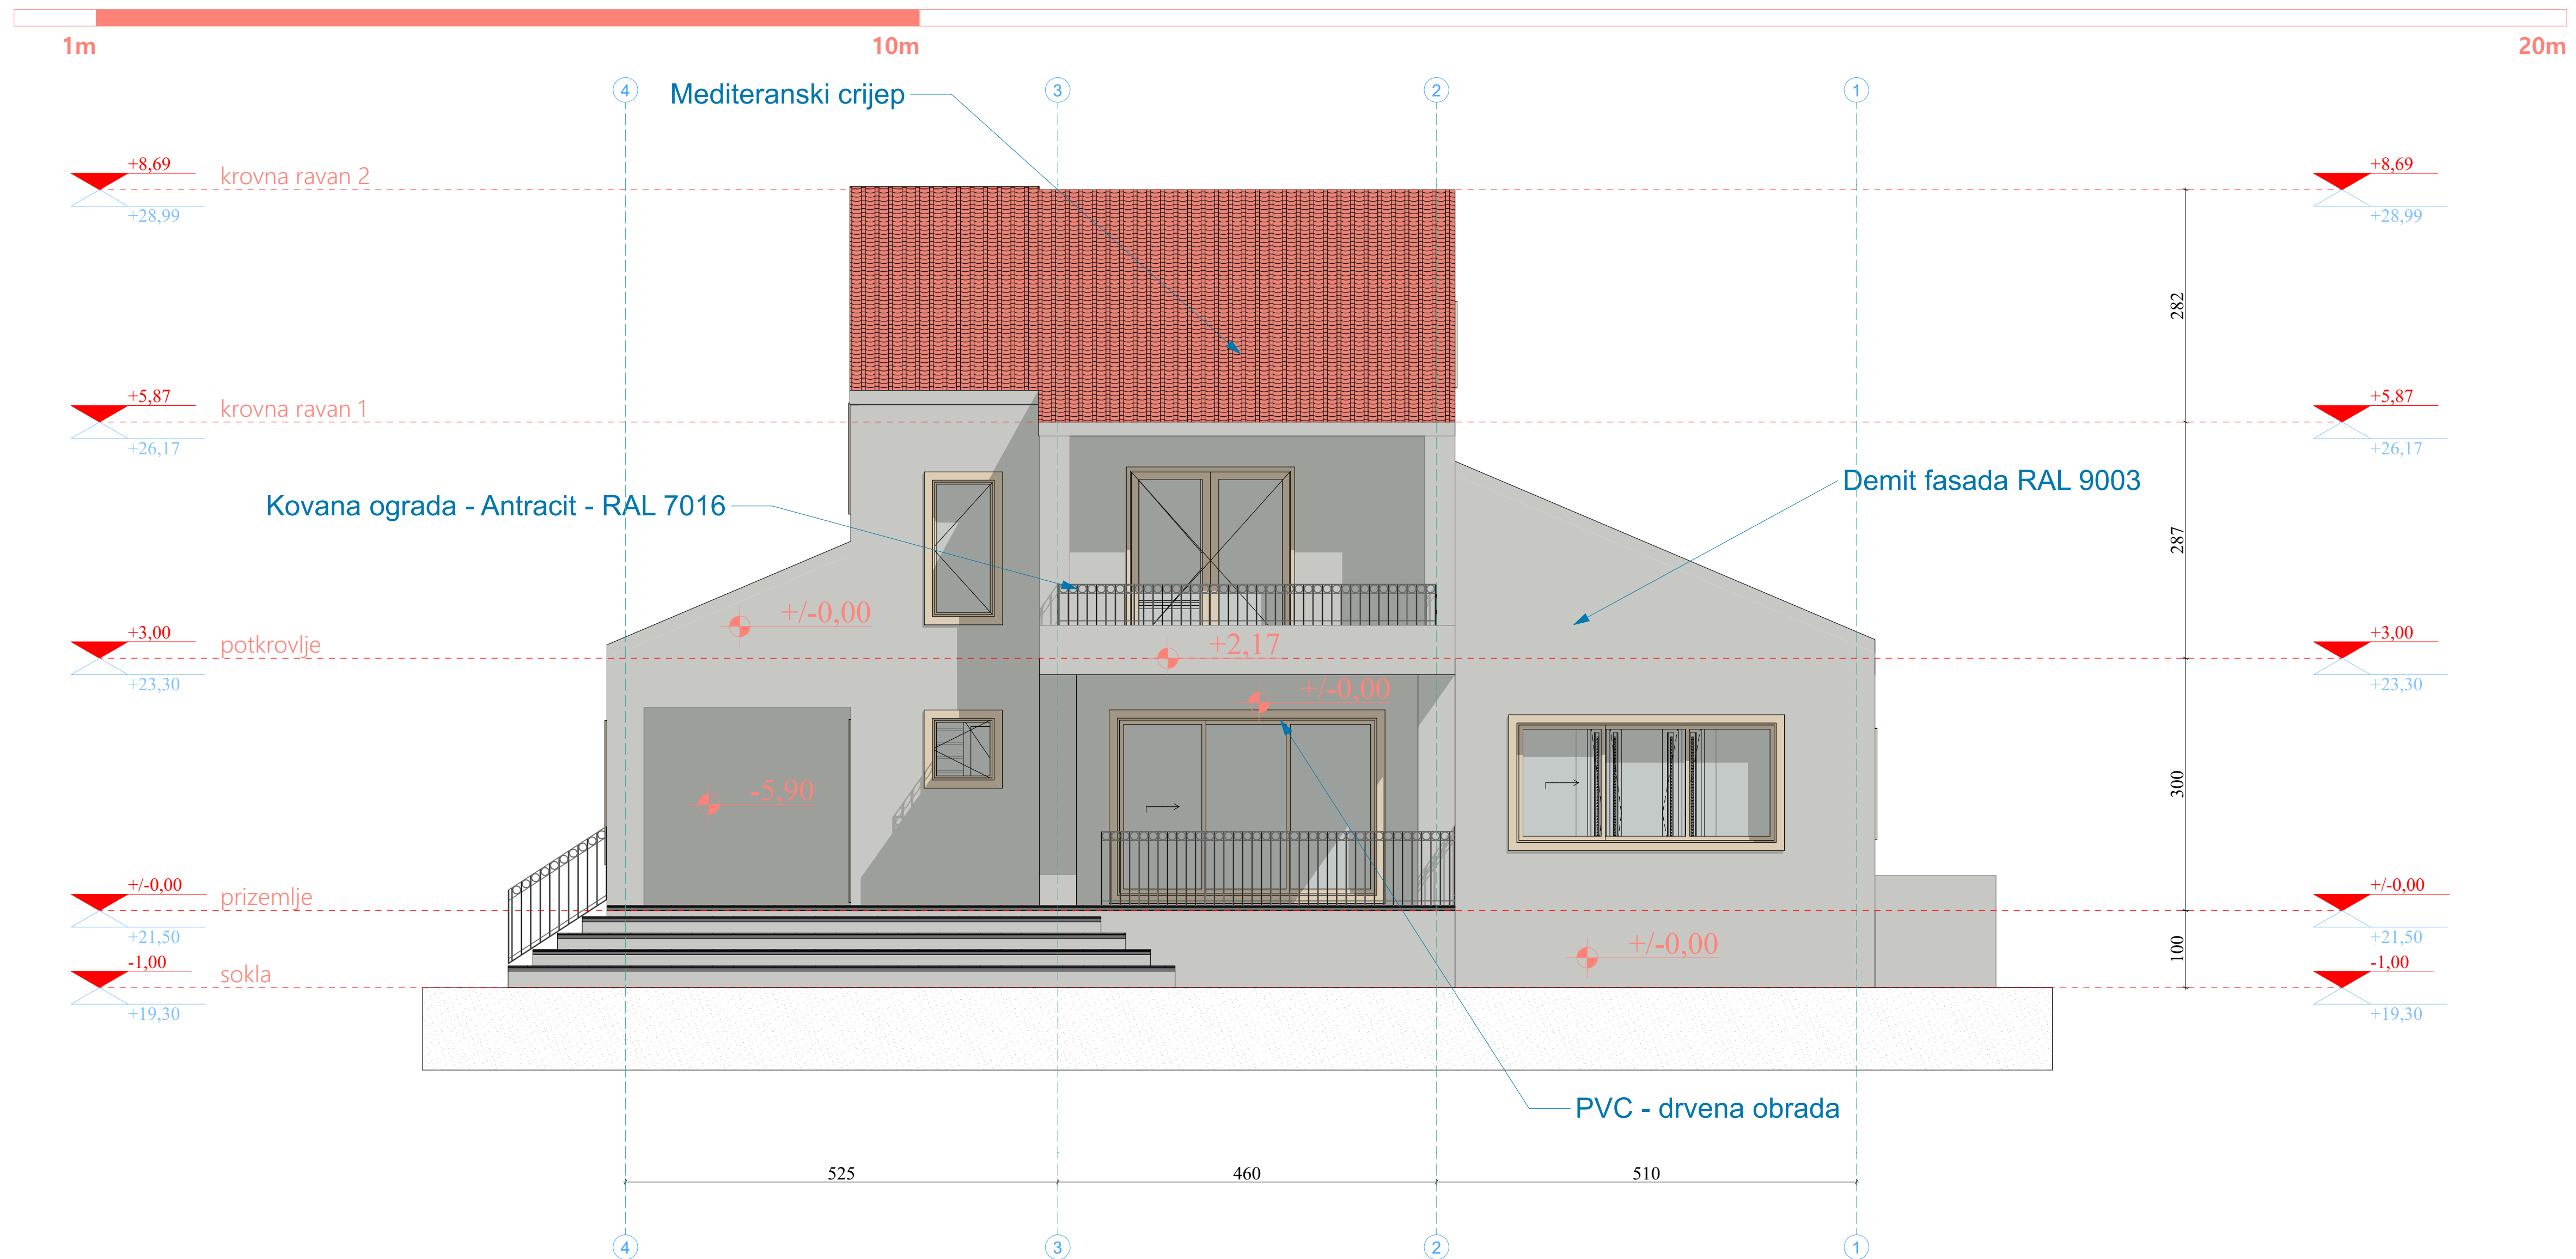 1m 10m 20m
4 3 2 1
Mediteranski crijep
+8,69 krovna ravan 2 +8,69
+28,99 +28,99
282
+5,87 krovna ravan 1 +5,87
+26,17 +26,17
Demit fasada RAL 9003
Kovana ograda - Antracit - RAL 7016
287
+/-0,00
+3,00 potkrovlje +2,17 +3,00
+23,30 +23,30
+/-0,00
-5,90 300
+/-0,00 prizemlje +/-0,00
+21,50 +21,50
+/-0,00 100
-1,00 sokla -1,00
+19,30 +19,30
PVC - drvena obrada
525 460 510
4 3 2 1